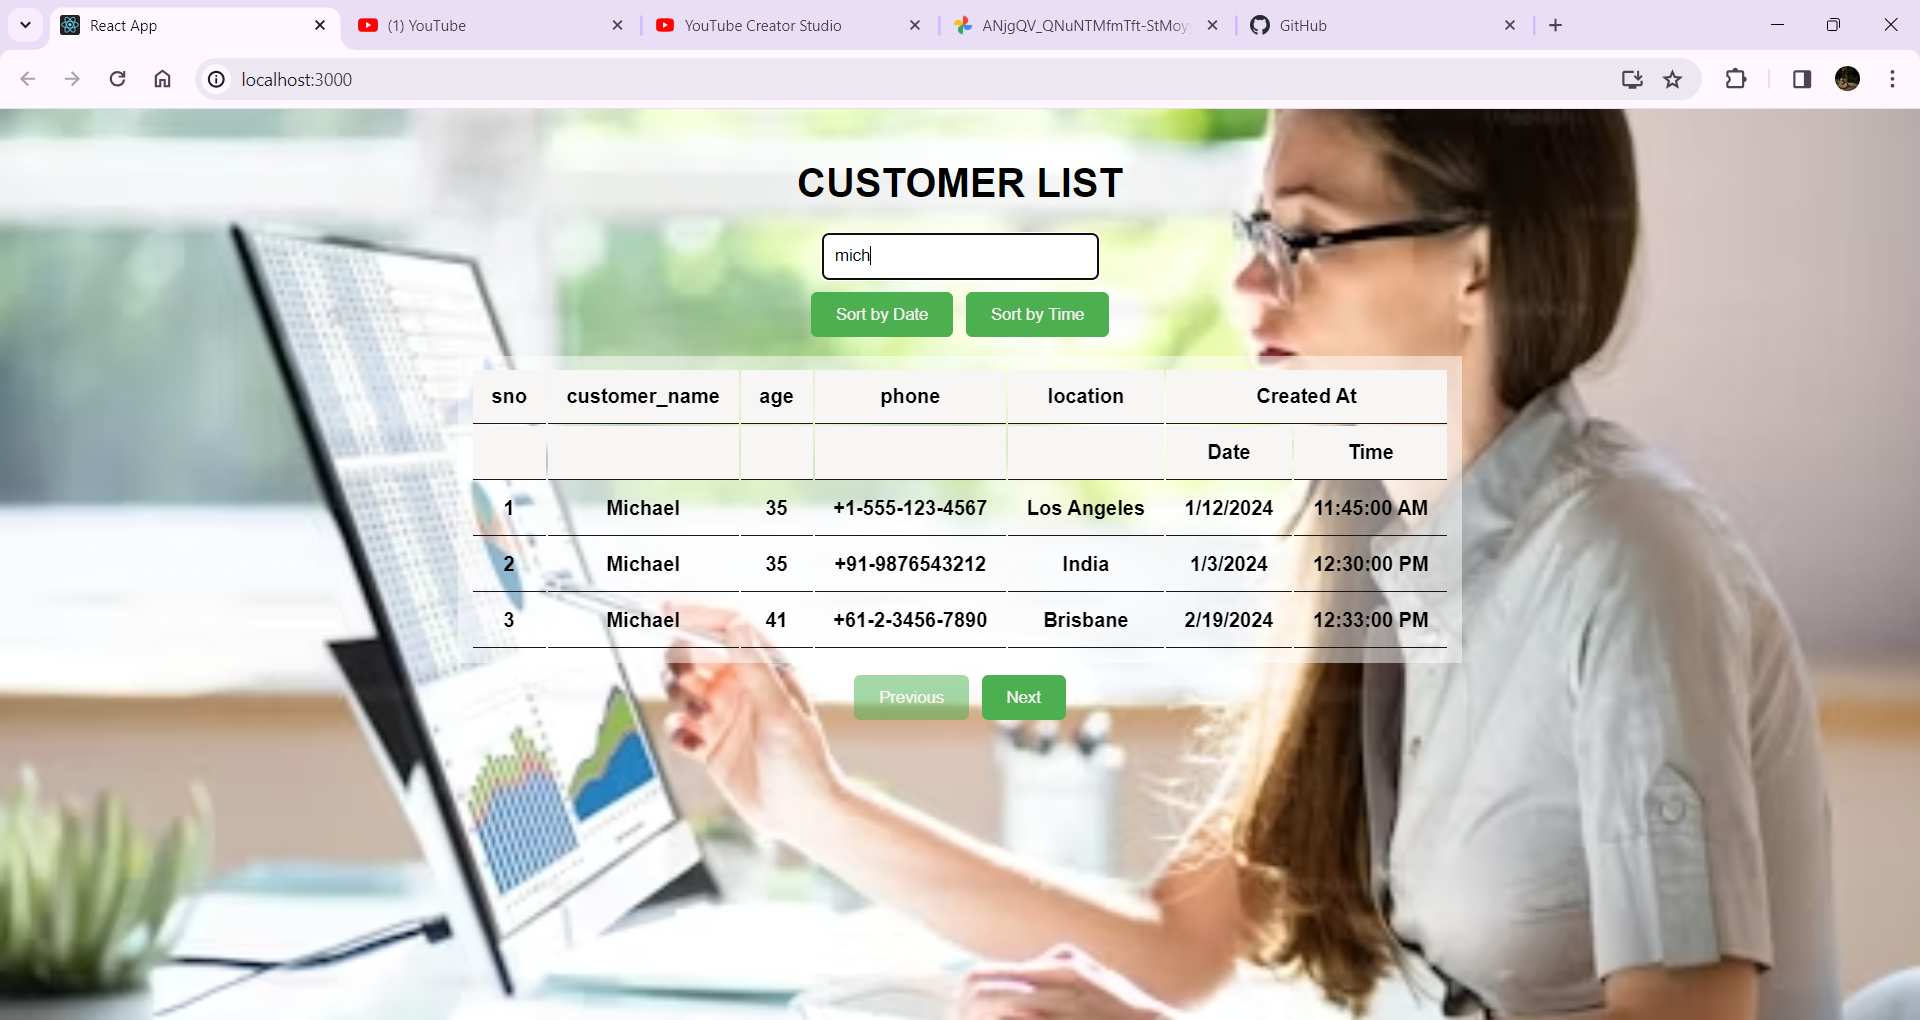 React App
(1) YouTube
YouTube Creator Studio
ANjgQV_QNuNTMfmTft-StMoy
GitHub
localhost:3000
CUSTOMER LIST
mich
Sort by Date Sort by Time
sno customer_name age phone location Created At
Date Time
1 Michael 35 +1-555-123-4567 Los Angeles 1/12/2024 11:45:00 AM
2 Michael 35 +91-9876543212 India 1/3/2024 12:30:00 PM
3 Michael 41 +61-2-3456-7890 Brisbane 2/19/2024 12:33:00 PM
Previous Next